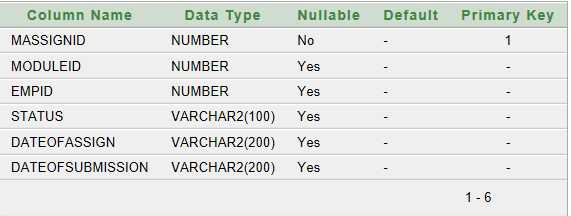 Column Name Data Type Nullable Default Primary Key
MASSIGNID NUMBER No - 1
MODULEID NUMBER Yes - -
EMPID NUMBER Yes - -
STATUS VARCHAR2(100) Yes - -
DATEOFASSIGN VARCHAR2(200) Yes - -
DATEOFSUBMISSION VARCHAR2(200) Yes - -
1 - 6